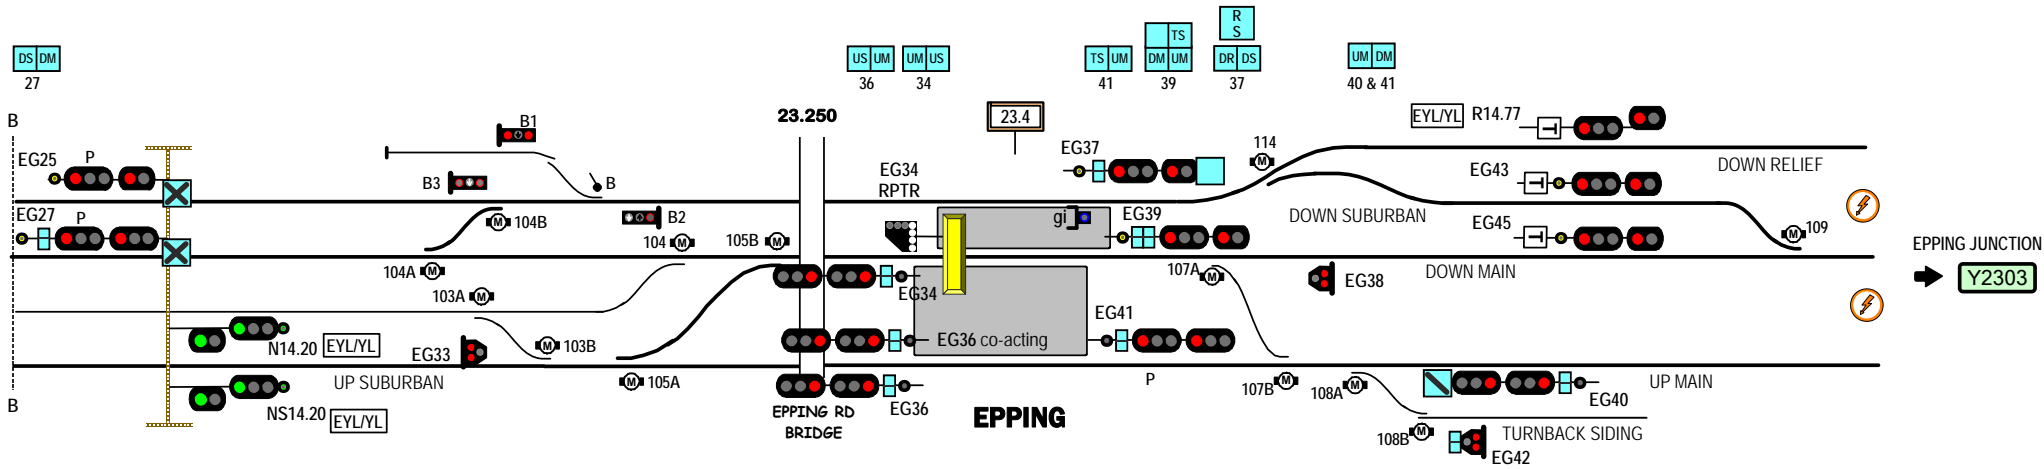 DS DM
27
US UM
36
UM US
34
TS UM
41
TS
DM UM
39
R
S
DR DS
37
UM DM
40 & 41
B
B1
23.250
23.4
EYL/YL R14.77
EG25 P
B3
B
EG34
RPTR
EG37
114
DOWN RELIEF
EG43
EG27 P
104B
B2
104
105B
gi
EG39
DOWN SUBURBAN
EG45
109
EPPING JUNCTION
Y2303
104A
103A
EG34
107A
EG38
DOWN MAIN
N14.20 EYL/YL
EG33
103B
EG36 co-acting
EG41
UP SUBURBAN
105A
P
107B
108A
UP MAIN
B
NS14.20 EYL/YL
EPPING RD
BRIDGE
EG36
EPPING
EG40
108B
TURNBACK SIDING
EG42
M
M
M
M
M
M
M
M
M
M
M
M
M